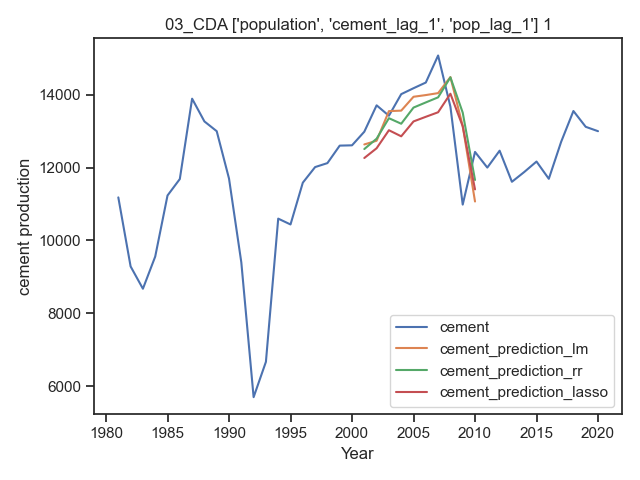 03_CDA ['population', 'cement_lag_1', 'pop_lag_1'] 1
14000
12000
10000
8000
6000
cement production
cement
cement_prediction_lm
cement_prediction_rr
cement_prediction_lasso
1980 1985 1990 1995 2000 2005 2010 2015 2020
Year